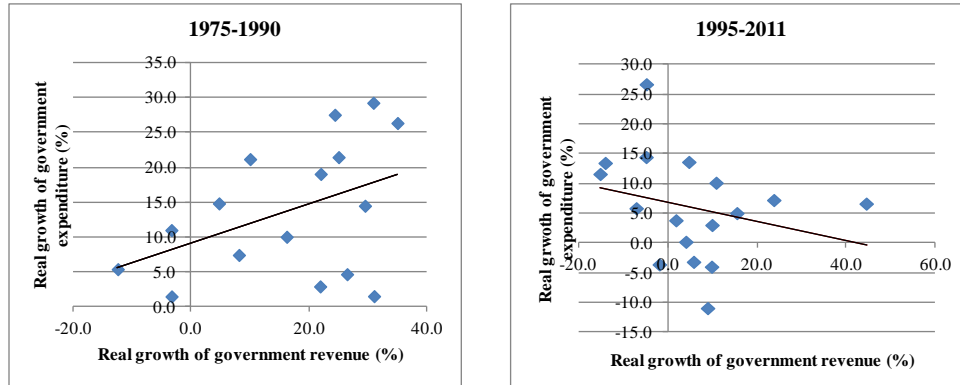 1975-1990
Real growth of government
expenditure (%)
35.0
30.0
25.0
20.0
15.0
10.0
5.0
0.0
-20.0 0.0 20.0 40.0
Real growth of government revenue (%)
1995-2011
Real grwoth of government
expenditure (%)
30.0
25.0
20.0
15.0
10.0
5.0
0.0
-5.0
-10.0
-15.0
-20.0 0.0 20.0 40.0 60.0
Real growth of government revenue (%)